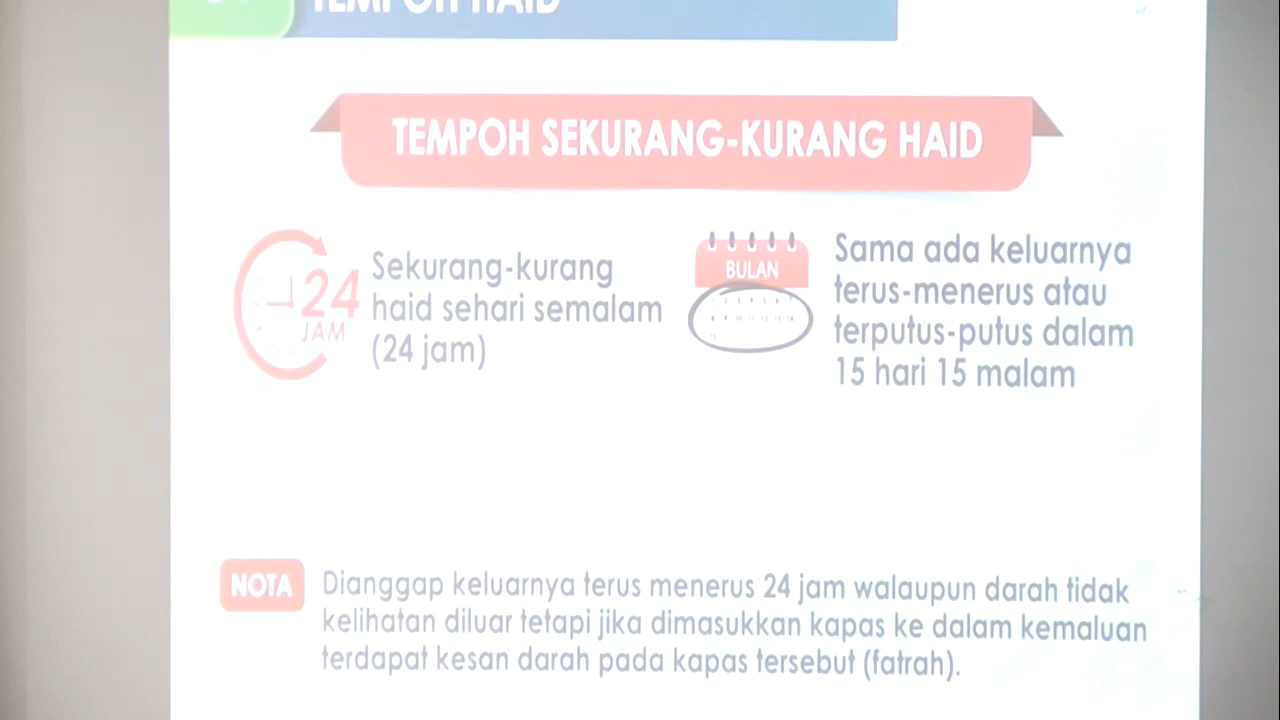 TEMPOH HAID
TEMPOH SEKURANG-KURANG HAID
24
JAM
Sekurang-kurang
haid sehari semalam
(24 jam)
BULAN
Sama ada keluarnya
terus-menerus atau
terputus-putus dalam
15 hari 15 malam
NOTA
Dianggap keluarnya terus menerus 24 jam walaupun darah tidak
kelihatan diluar tetapi jika dimasukkan kapas ke dalam kemaluan
terdapat kesan darah pada kapas tersebut (fatrah).